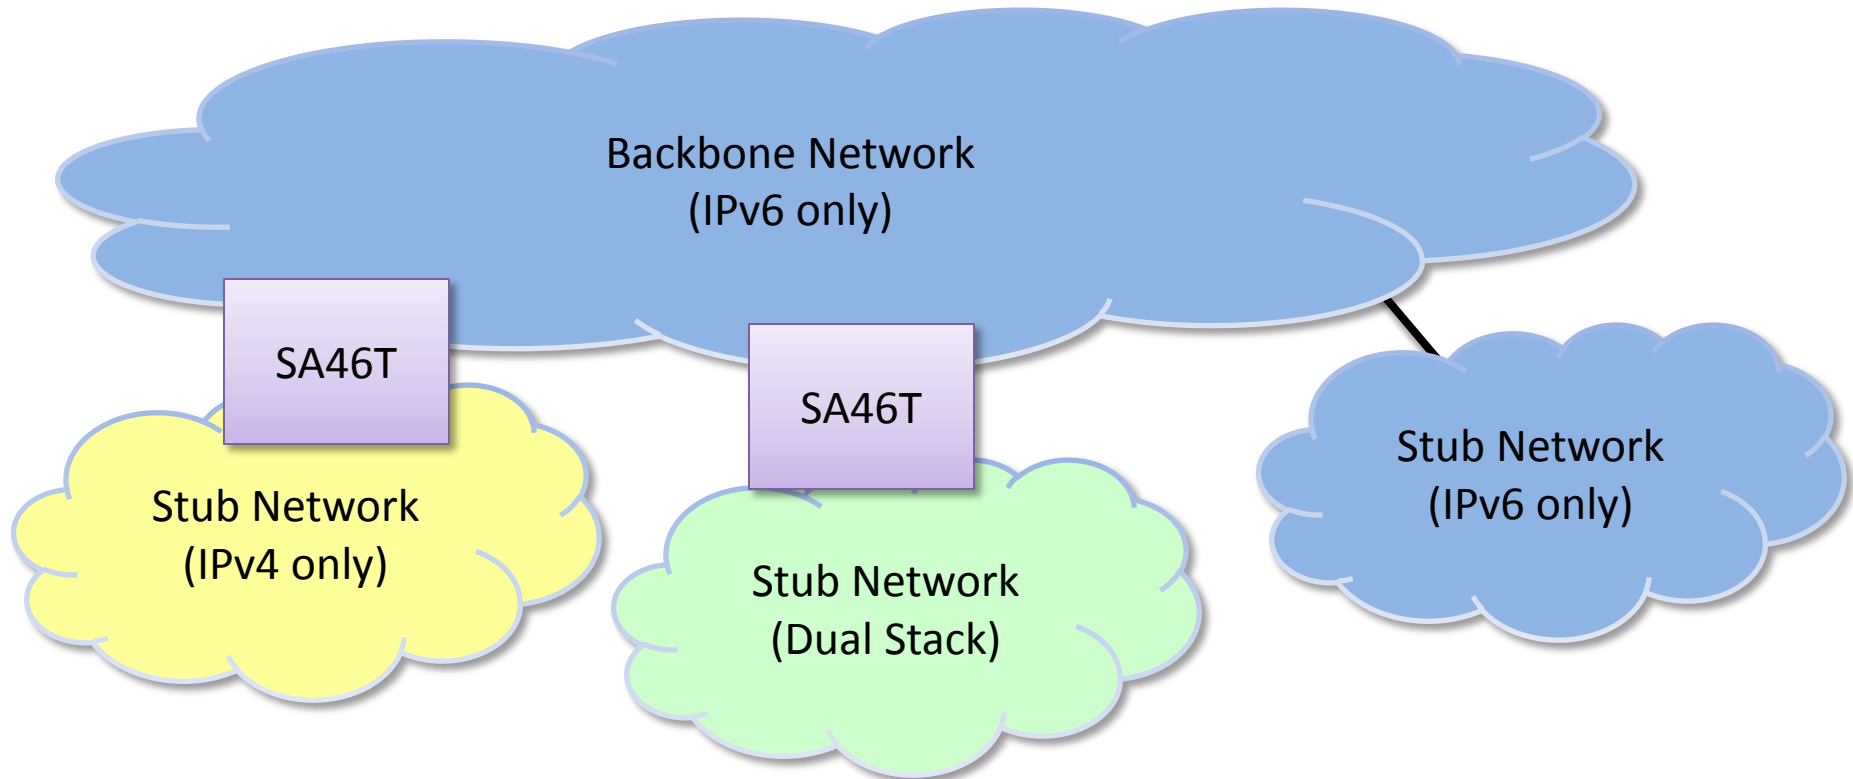 Backbone Network
(IPv6 only)
SA46T
SA46T
Stub Network
(IPv4 only)
Stub Network
(Dual Stack)
Stub Network
(IPv6 only)